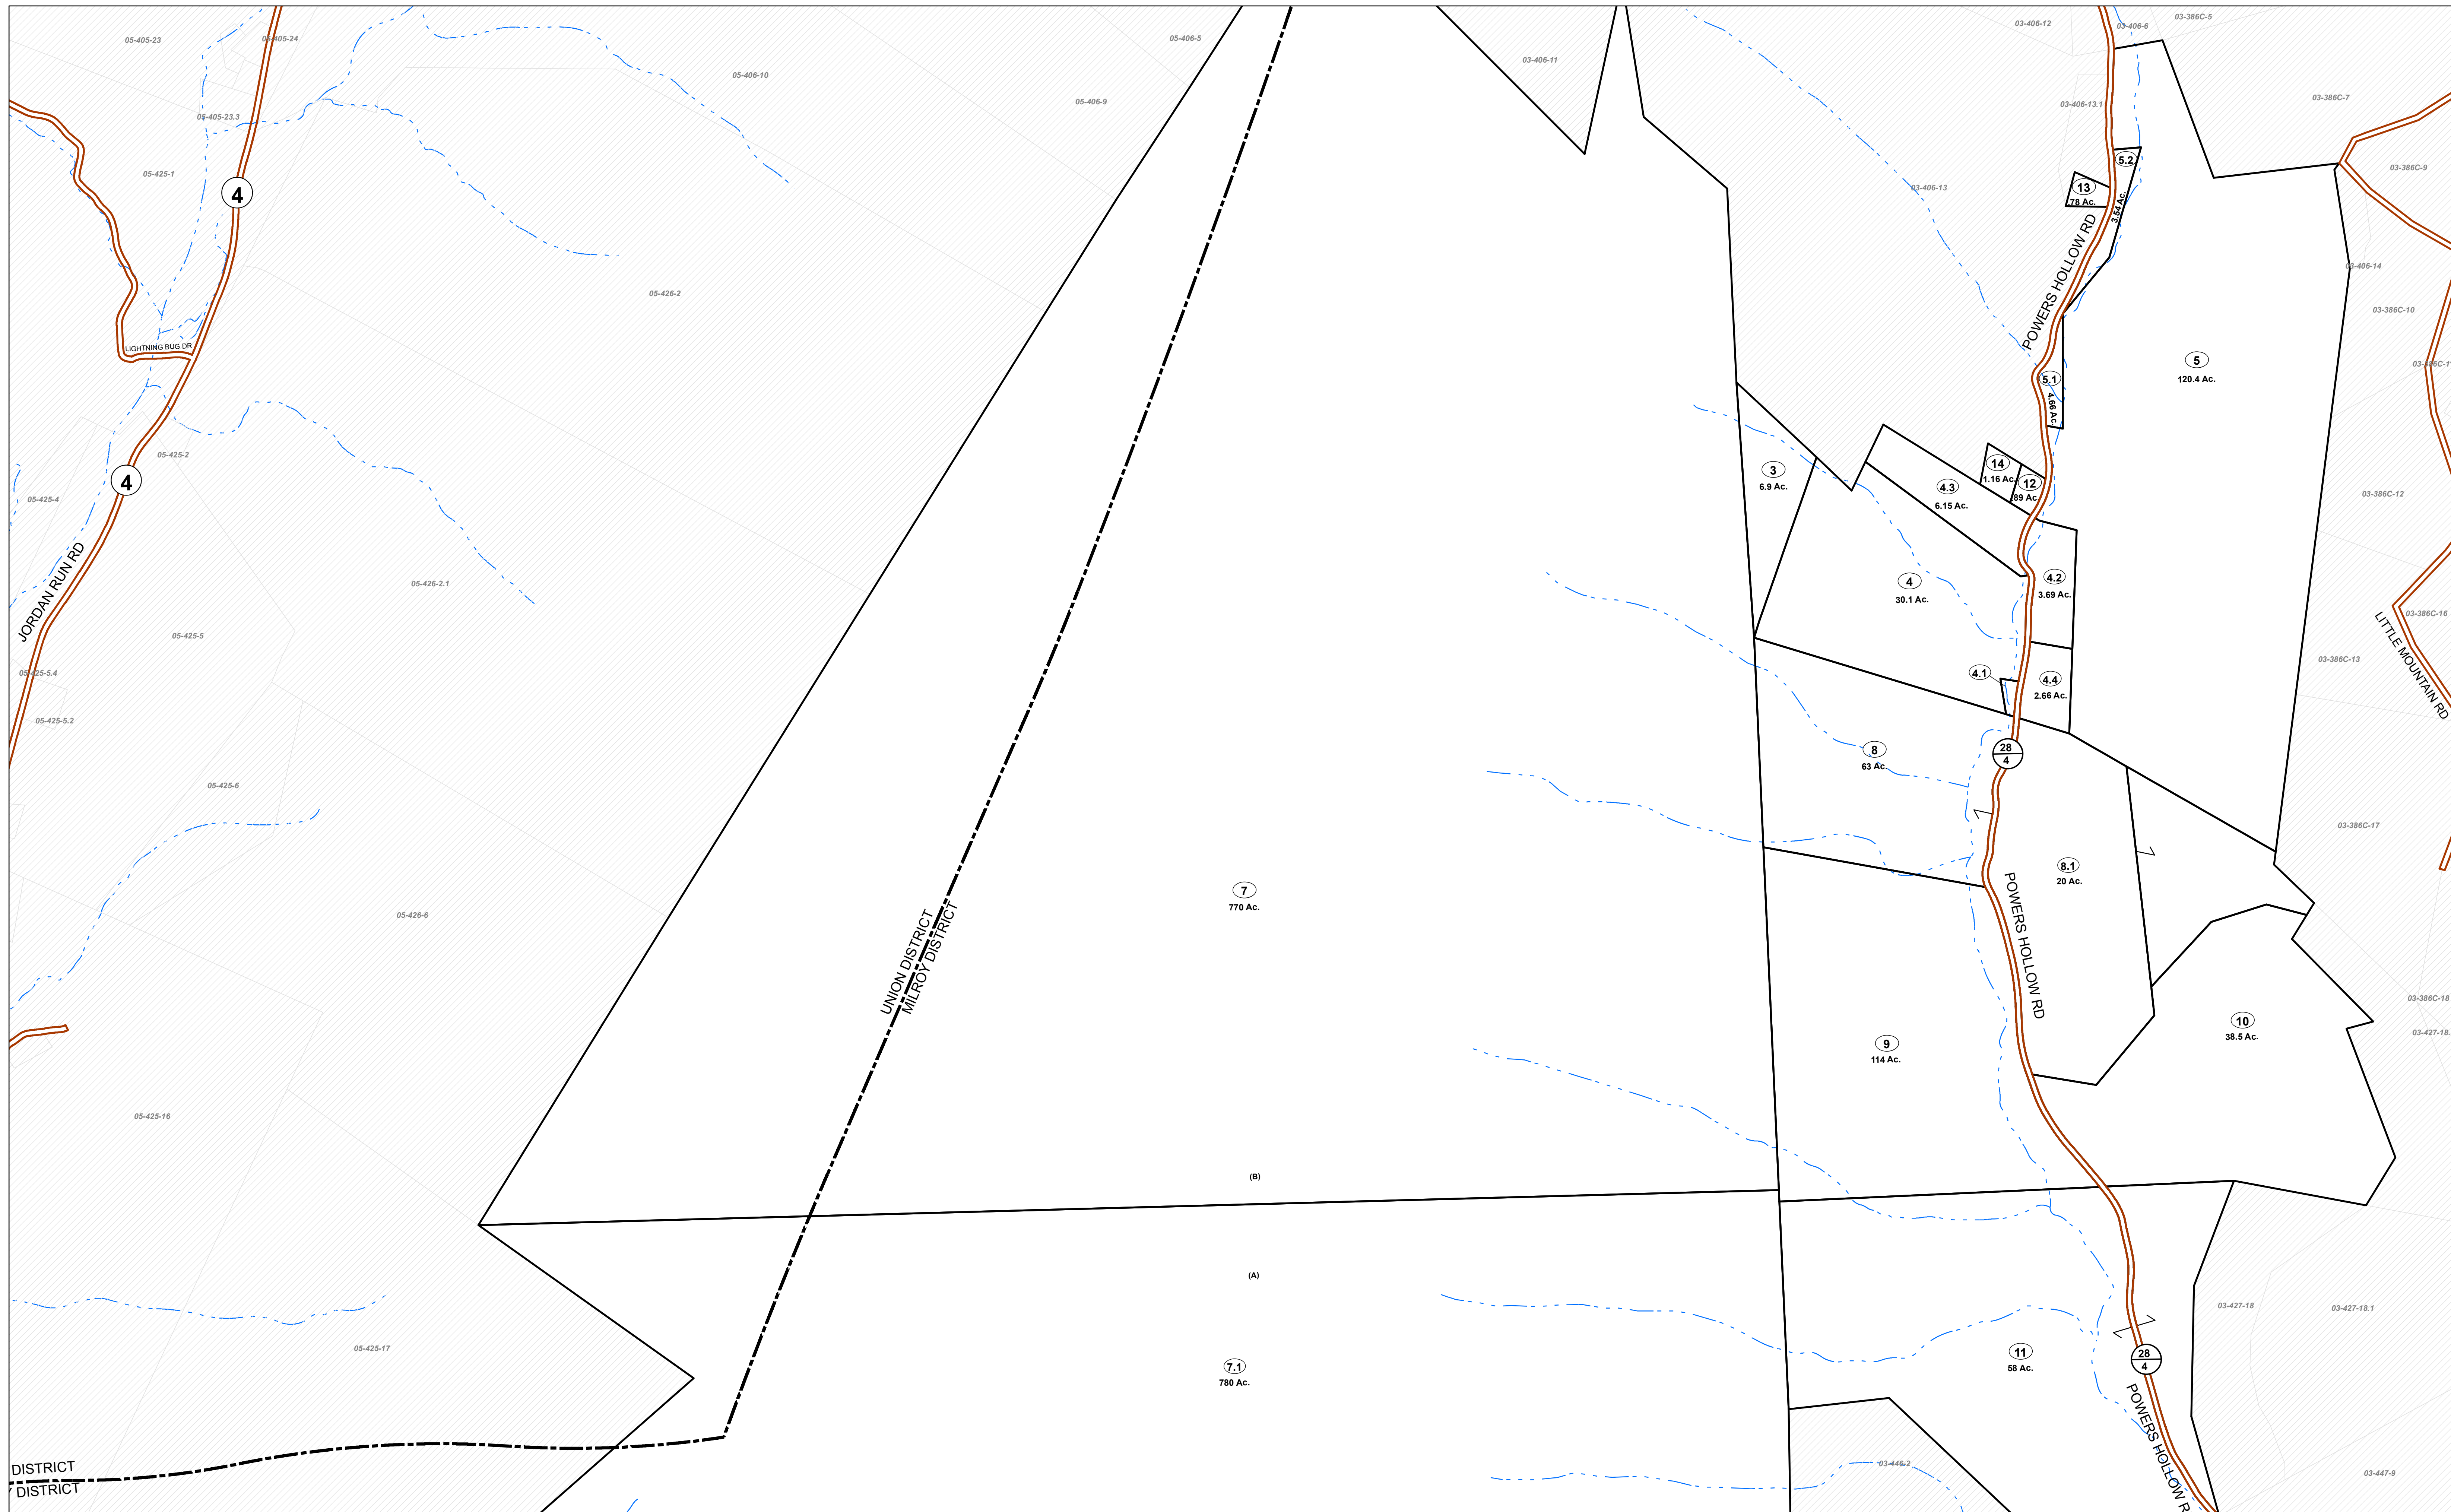 05-405-23
05-405-24
05-406-10
05-406-5
05-406-9
03-406-11
03-406-12
03-406-6
03-386C-5
05-405-23.3
03-406-13.1
03-386C-7
05-425-1
4
03-406-13
13
.78 Ac.
5.2
3.54 Ac.
03-386C-9
POWERS HOLLOW RD
03-406-14
05-426-2
03-386C-10
LIGHTNING BUG DR
5
120.4 Ac.
5.1
4.66 Ac.
05-425-2
4
05-425-4
3
6.9 Ac.
4.3
6.15 Ac.
14
1.16 Ac.
12
.89 Ac.
03-386C-12
JORDAN RUN RD
05-426-2.1
4
30.1 Ac.
4.2
3.69 Ac.
03-386C-16
05-425-5
05-425-5.4
4.1
4.4
2.66 Ac.
03-386C-13
LITTLE MOUNTAIN RD
05-425-5.2
8
63 Ac.
28
4
05-425-6
03-386C-17
7
770 Ac.
8.1
20 Ac.
05-426-6
UNION DISTRICT
MILROY DISTRICT
POWERS HOLLOW RD
03-386C-18
9
114 Ac.
10
38.5 Ac.
05-425-16
(B)
(A)
05-425-17
7.1
780 Ac.
11
58 Ac.
28
4
03-427-18
03-427-18.1
POWERS HOLLOW R
DISTRICT
DISTRICT
03-446-2
03-447-9